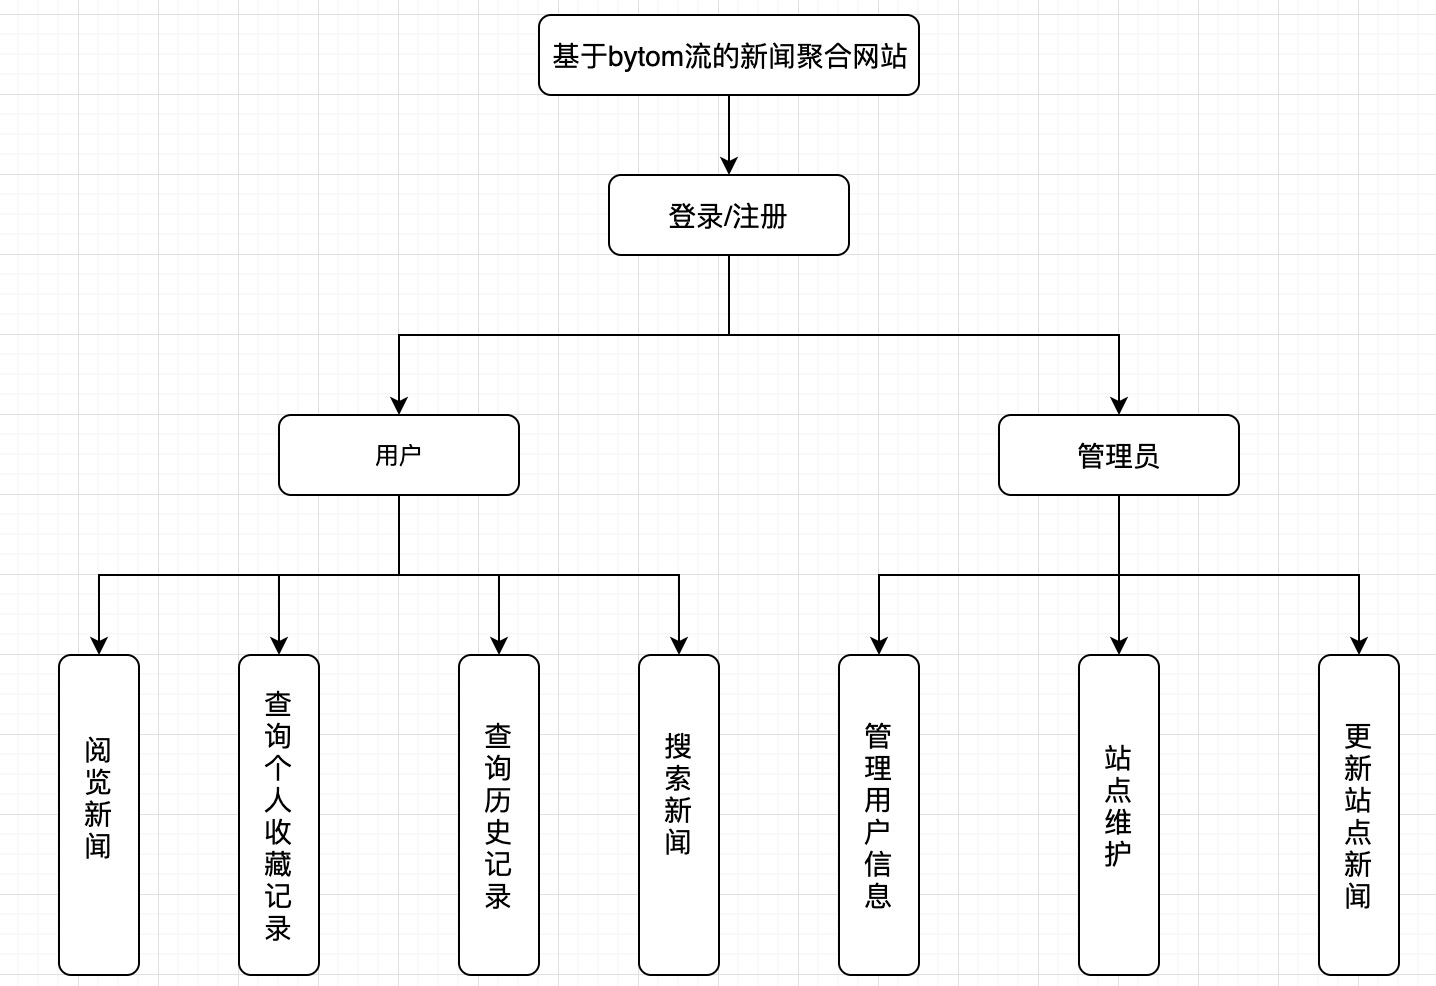 基于bytom流的新闻聚合网站
登录/注册
用户
管理员
阅览新闻
查询个人收藏记录
查询历史记录
搜索新闻
管理用户信息
站点维护
更新站点新闻